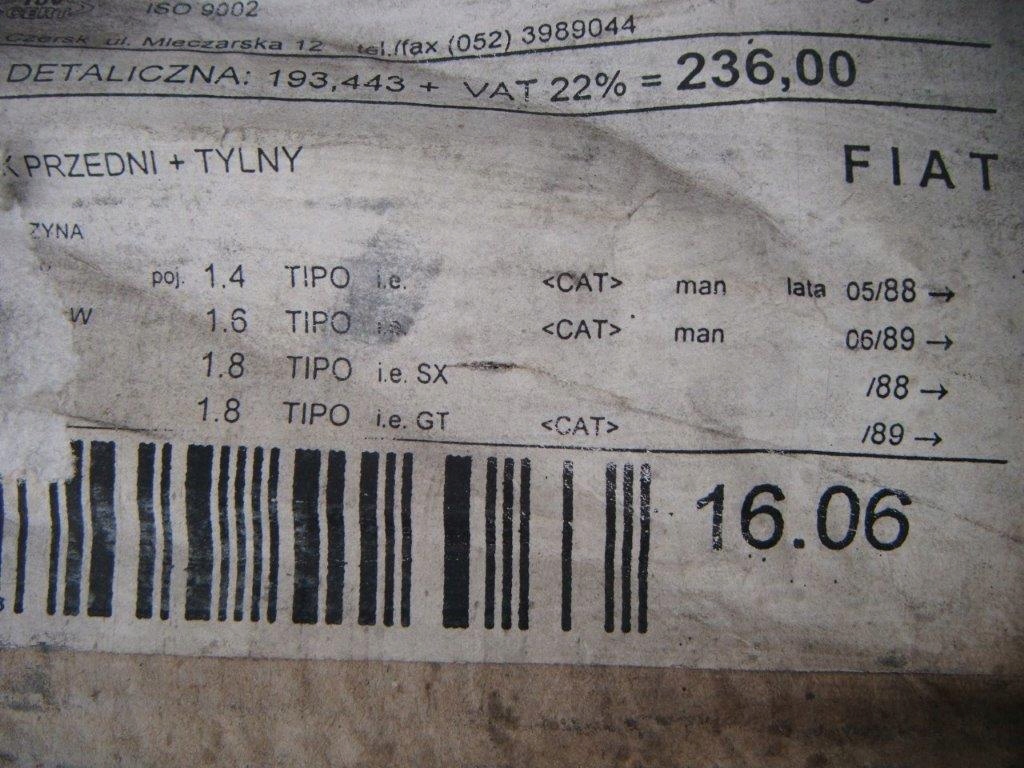 CERT. ISO 9002
Czersk ul. Mleczarska 12 tel./fax (052) 3989044
DETALICZNA: 193,443 + VAT 22% = 236,00
K PRZEDNI + TYLNY FIAT
ZYNA
poj. 1.4 TIPO i.e. <CAT> man lata 05/88 →
W 1.6 TIPO <CAT> man 06/89 →
1.8 TIPO i.e. SX /88 →
1.8 TIPO i.e. GT <CAT> /89 →
16.06